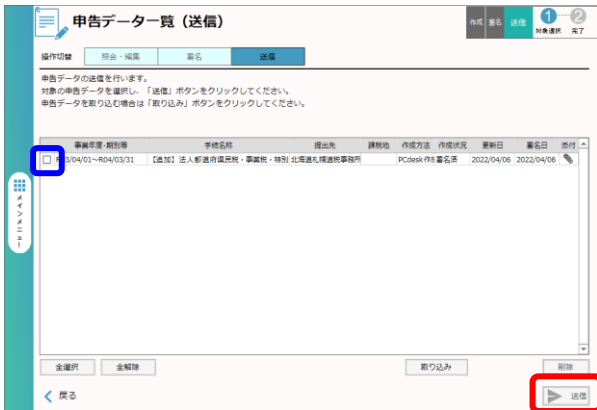 申告データ一覧（送信）
作成 署名 送信 1 対象選択 2 完了
操作切替 照会・編集 署名 送信
申告データの送信を行います。
対象の申告データを選択し、「送信」ボタンをクリックしてください。
申告データを取り込む場合は「取り込み」ボタンをクリックしてください。
事業年度・期別等 手続名称 提出先 課税地 作成方法 作成状況 更新日 署名日 添付
R03/04/01～R04/03/31 【追加】法人都道府県民税・事業税・特別 北海道札幌道税事務所 PCdesk作成 署名済 2022/04/06 2022/04/06
メインメニュー
全選択 全解除 取り込み 削除
戻る 送信